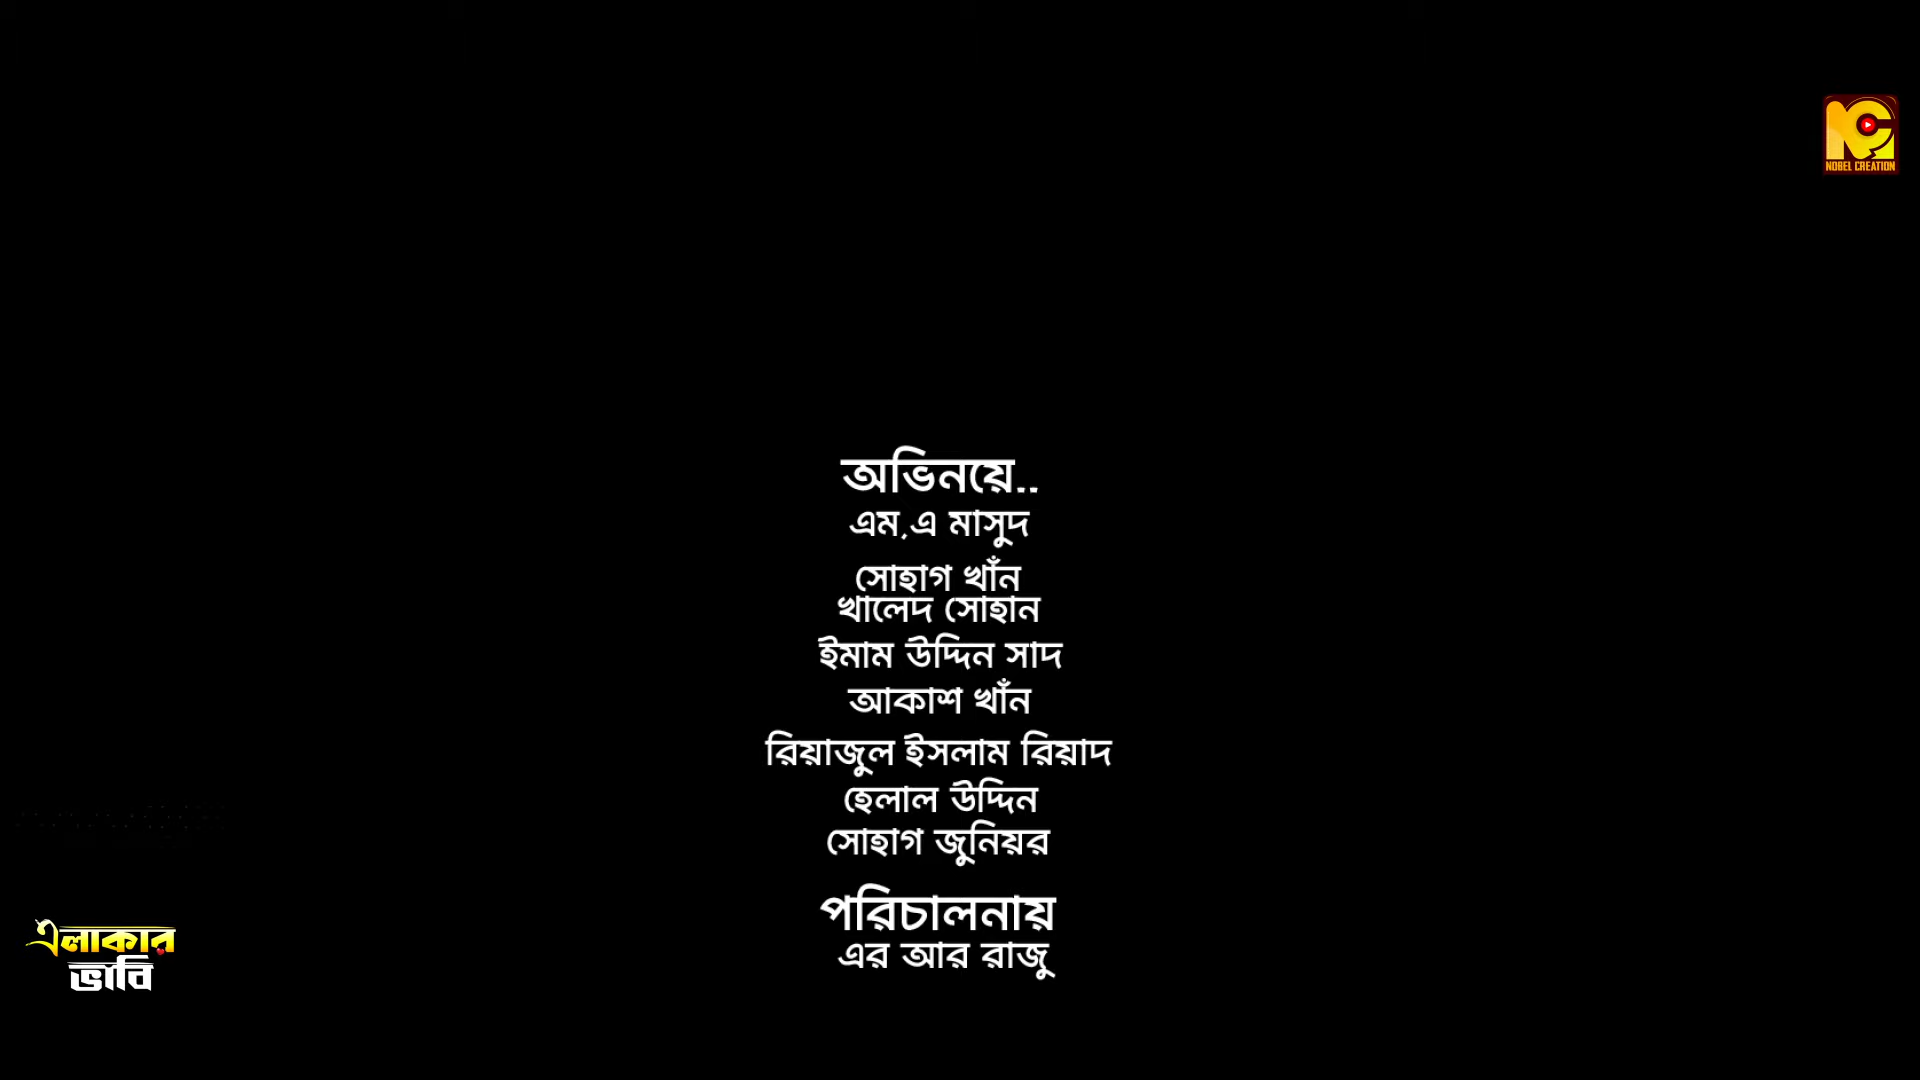 NOBEL CREATION
অভিনয়ে..
এম,এ মাসুদ
সোহাগ খাঁন
খালেদ সোহান
ইমাম উদ্দিন সাদ
আকাশ খাঁন
রিয়াজুল ইসলাম রিয়াদ
হেলাল উদ্দিন
সোহাগ জুনিয়র
পরিচালনায়
এর আর রাজু
এলাকার
ভাবি